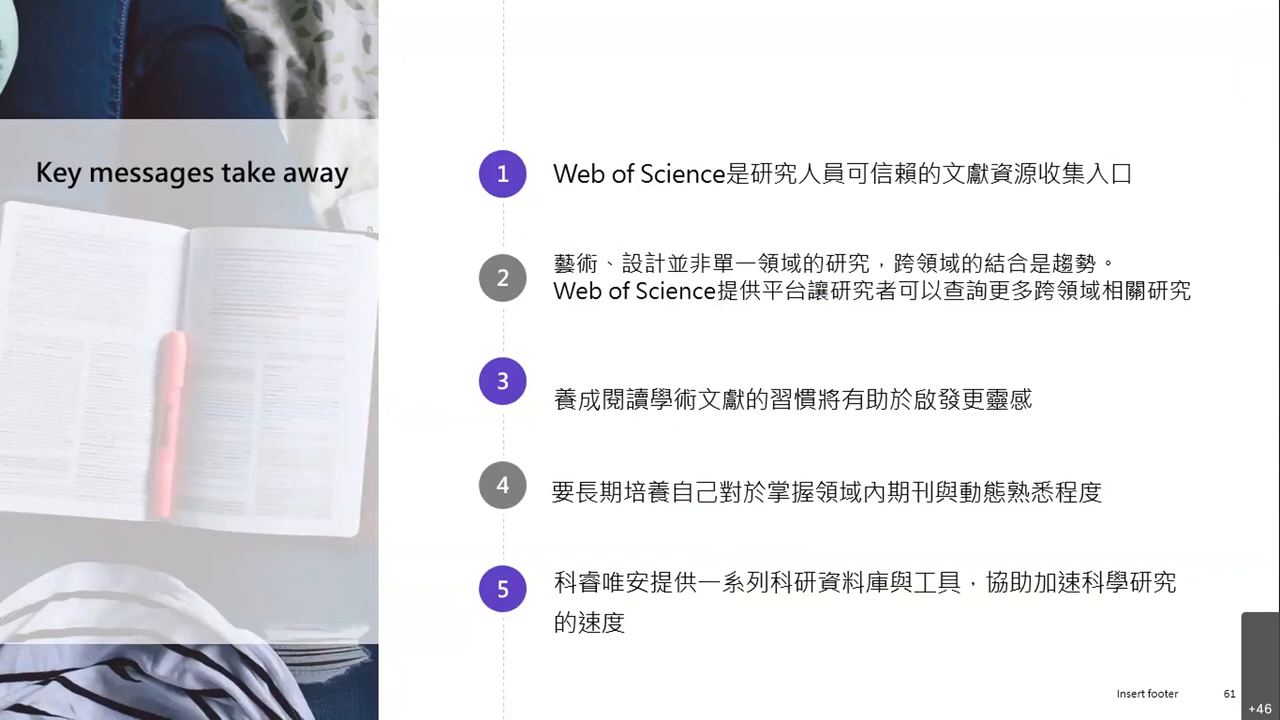 Key messages take away
1
Web of Science是研究人員可信賴的文獻資源收集入口
2
藝術、設計並非單一領域的研究，跨領域的結合是趨勢。
Web of Science提供平台讓研究者可以查詢更多跨領域相關研究
3
養成閱讀學術文獻的習慣將有助於啟發更靈感
4
要長期培養自己對於掌握領域內期刊與動態熟悉程度
5
科睿唯安提供一系列科研資料庫與工具，協助加速科學研究
的速度
Insert footer
61
+46